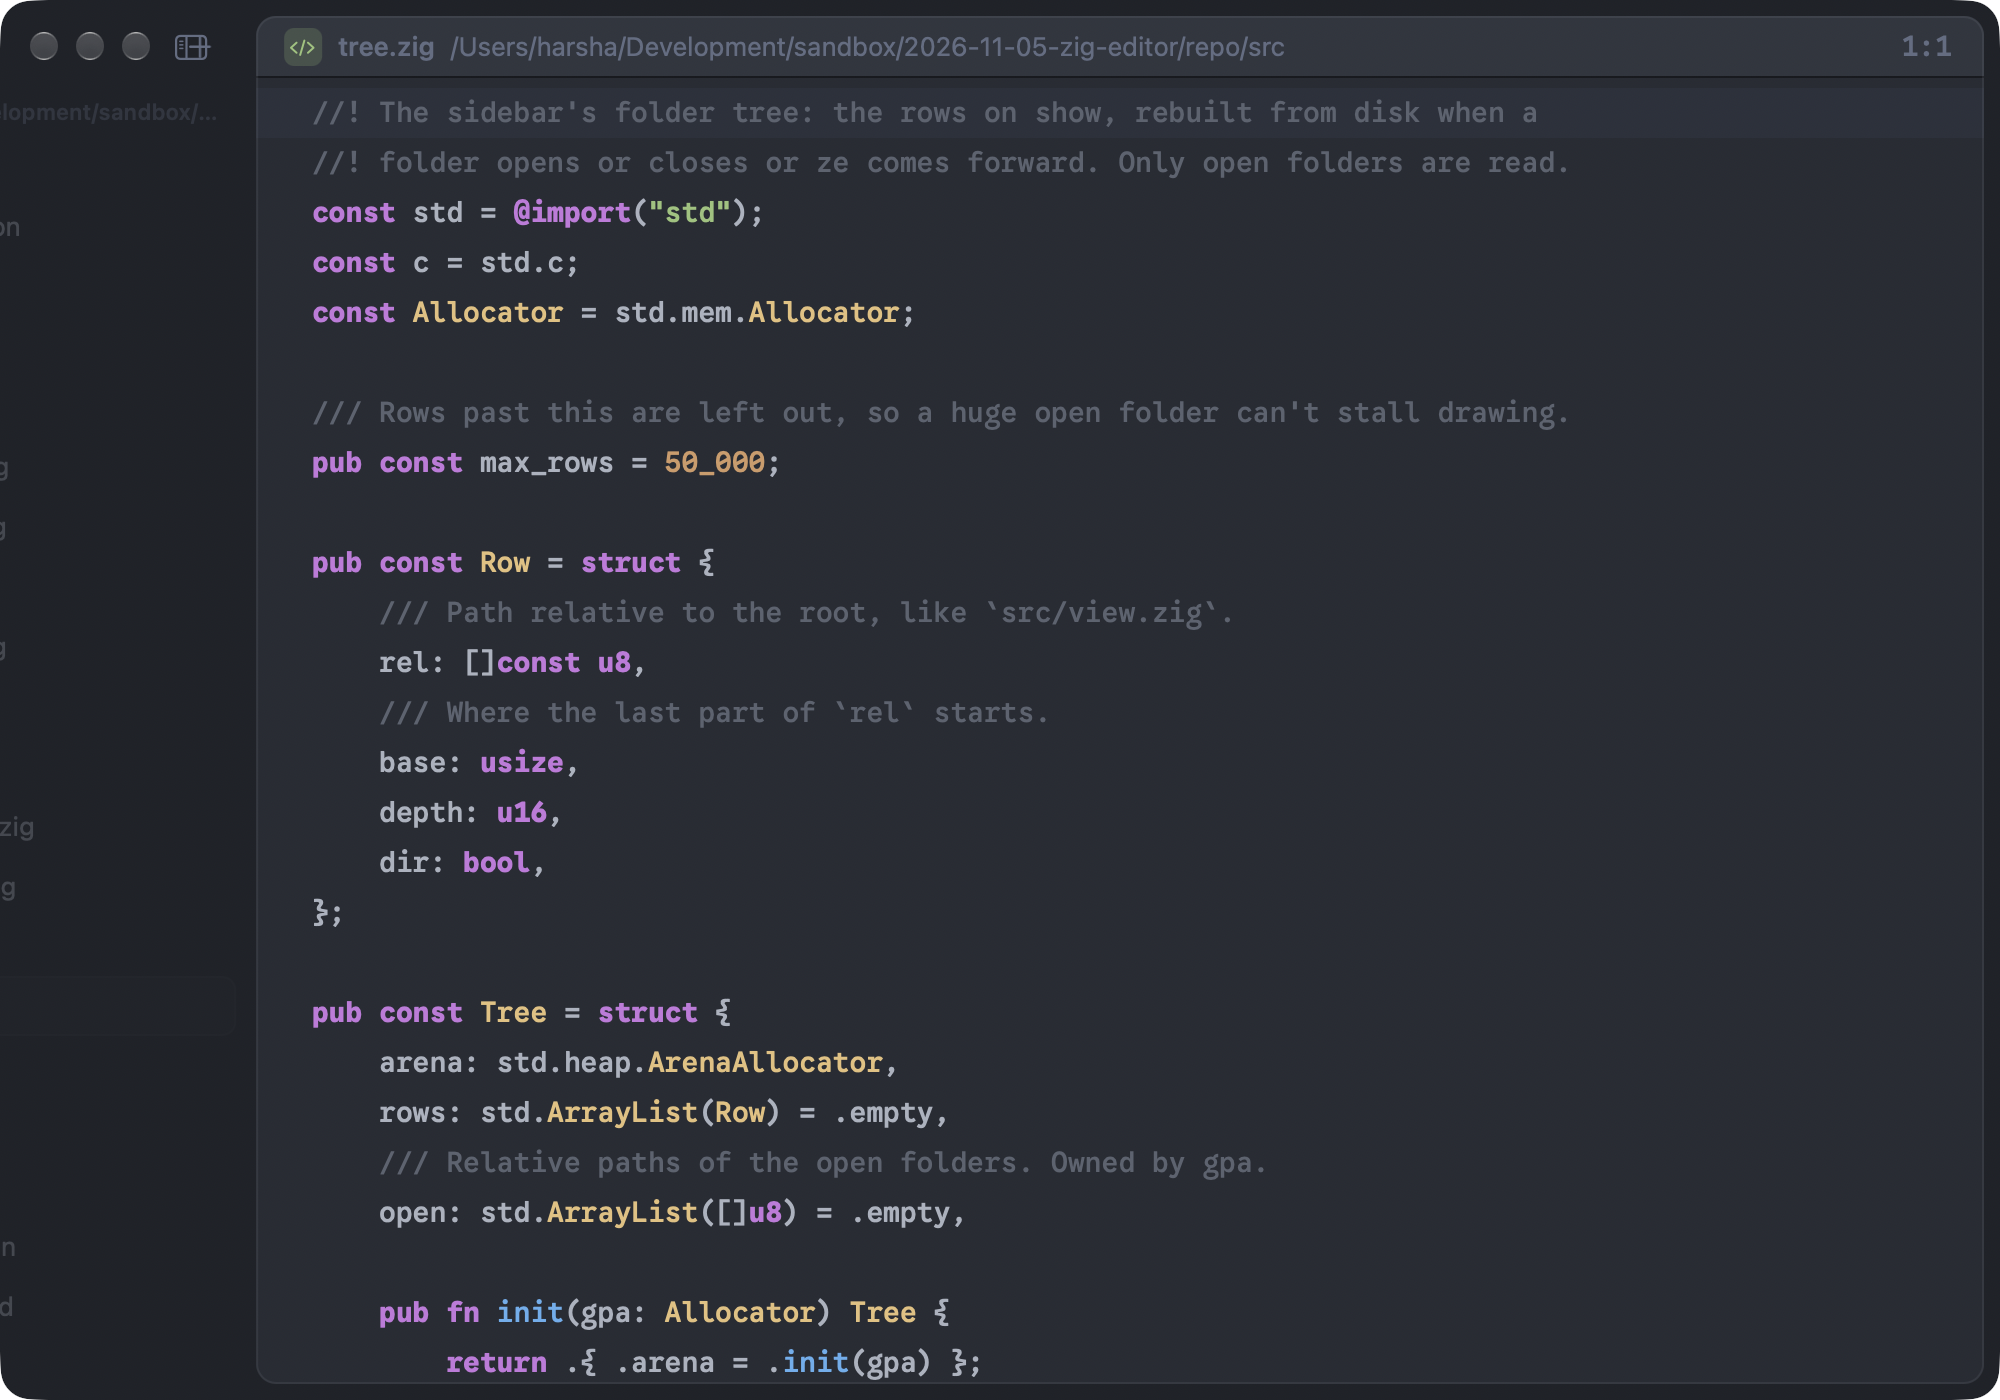 tree.zig /Users/harsha/Development/sandbox/2026-11-05-zig-editor/repo/src 1:1
lopment/sandbox/...
on
g
g
g
zig
g
n
d
//! The sidebar's folder tree: the rows on show, rebuilt from disk when a
//! folder opens or closes or ze comes forward. Only open folders are read.
const std = @import("std");
const c = std.c;
const Allocator = std.mem.Allocator;

/// Rows past this are left out, so a huge open folder can't stall drawing.
pub const max_rows = 50_000;

pub const Row = struct {
    /// Path relative to the root, like `src/view.zig`.
    rel: []const u8,
    /// Where the last part of `rel` starts.
    base: usize,
    depth: u16,
    dir: bool,
};

pub const Tree = struct {
    arena: std.heap.ArenaAllocator,
    rows: std.ArrayList(Row) = .empty,
    /// Relative paths of the open folders. Owned by gpa.
    open: std.ArrayList([]u8) = .empty,

    pub fn init(gpa: Allocator) Tree {
        return .{ .arena = .init(gpa) };